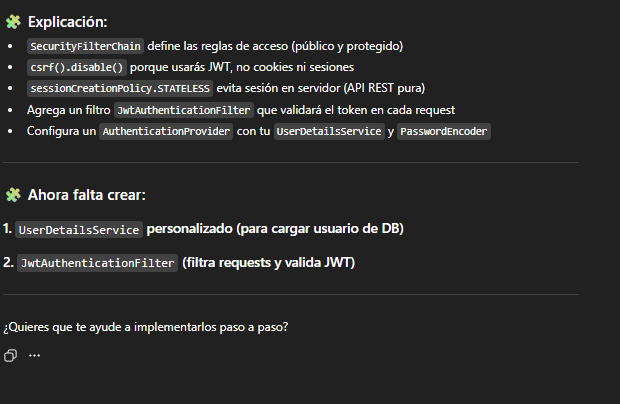 Explicación:
SecurityFilterChain define las reglas de acceso (público y protegido)
csrf().disable() porque usarás JWT, no cookies ni sesiones
sessionCreationPolicy.STATELESS evita sesión en servidor (API REST pura)
Agrega un filtro JwtAuthenticationFilter que validará el token en cada request
Configura un AuthenticationProvider con tu UserDetailsService y PasswordEncoder
Ahora falta crear:
1. UserDetailsService personalizado (para cargar usuario de DB)
2. JwtAuthenticationFilter (filtra requests y valida JWT)
¿Quieres que te ayude a implementarlos paso a paso?